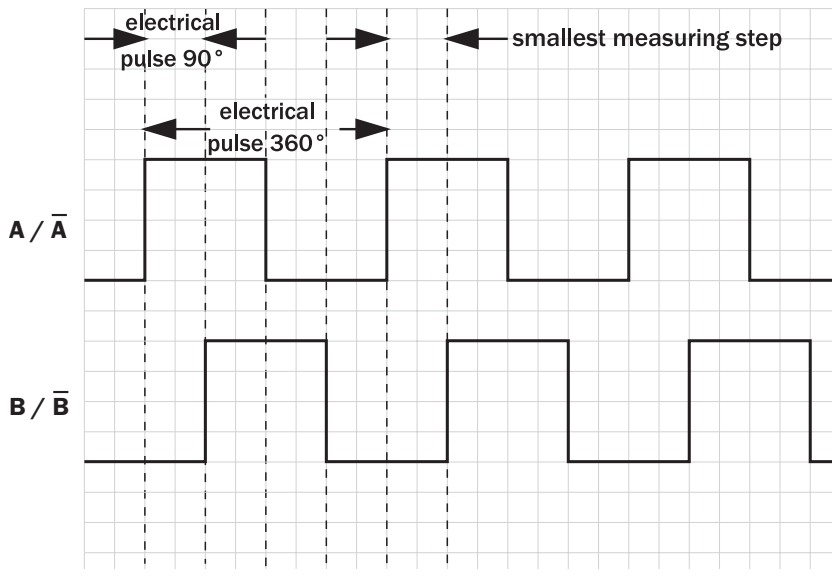 electrical
pulse 90°
smallest measuring step
electrical
pulse 360°
A / A̅
B / B̅